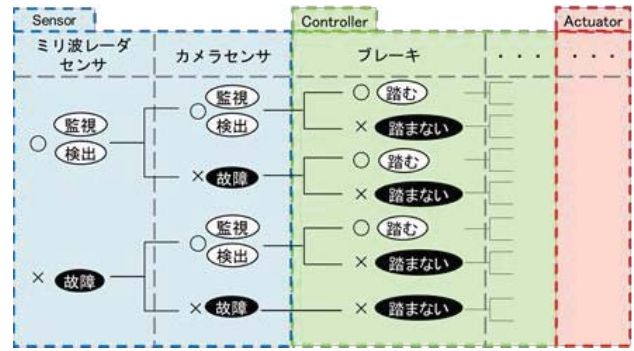 Sensor
Controller
Actuator
ミリ波レーダ
センサ
カメラセンサ
ブレーキ
・・・
・・・
○
監視
検出
○
監視
検出
○
踏む
×
踏まない
×
故障
○
踏む
×
踏まない
×
故障
○
監視
検出
○
踏む
×
踏まない
×
故障
×
踏まない